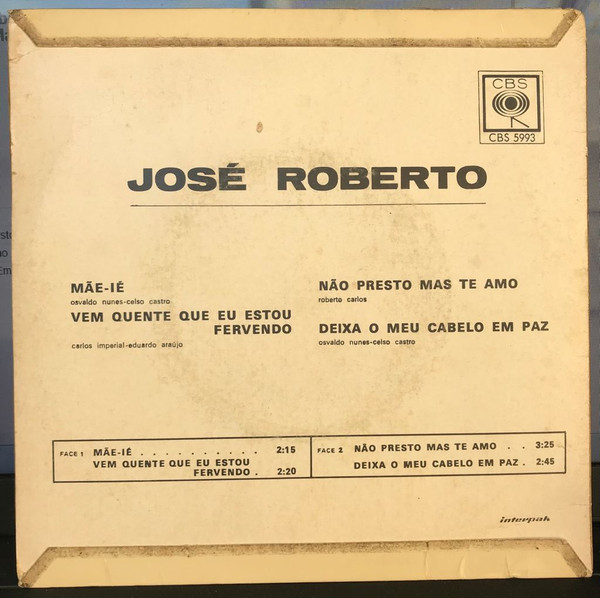 CBS
CBS 5993
JOSÉ ROBERTO
MÃE-IÉ
osvaldo nunes-celso castro
VEM QUENTE QUE EU ESTOU
FERVENDO
carlos imperial-eduardo araújo
NÃO PRESTO MAS TE AMO
roberto carlos
DEIXA O MEU CABELO EM PAZ
osvaldo nunes-celso castro
FACE 1 MÃE-IÉ . . . . . . . . . . 2:15
VEM QUENTE QUE EU ESTOU
FERVENDO . 2:20
FACE 2 NÃO PRESTO MAS TE AMO . . 3:25
DEIXA O MEU CABELO EM PAZ . 2:45
interpak